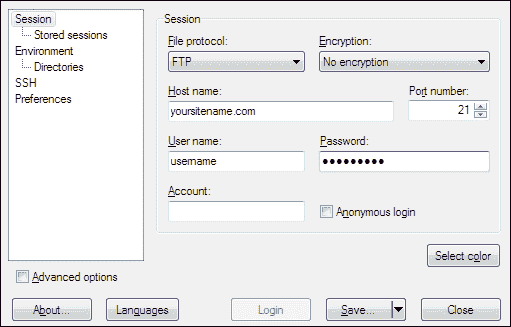 Session
Stored sessions
Environment
Directories
SSH
Preferences
Session
File protocol:
Encryption:
FTP
No encryption
Host name:
Port number:
yoursitename.com
21
User name:
Password:
username
●●●●●●●●●
Account:
Anonymous login
Select color
Advanced options
About...
Languages
Login
Save...
Close